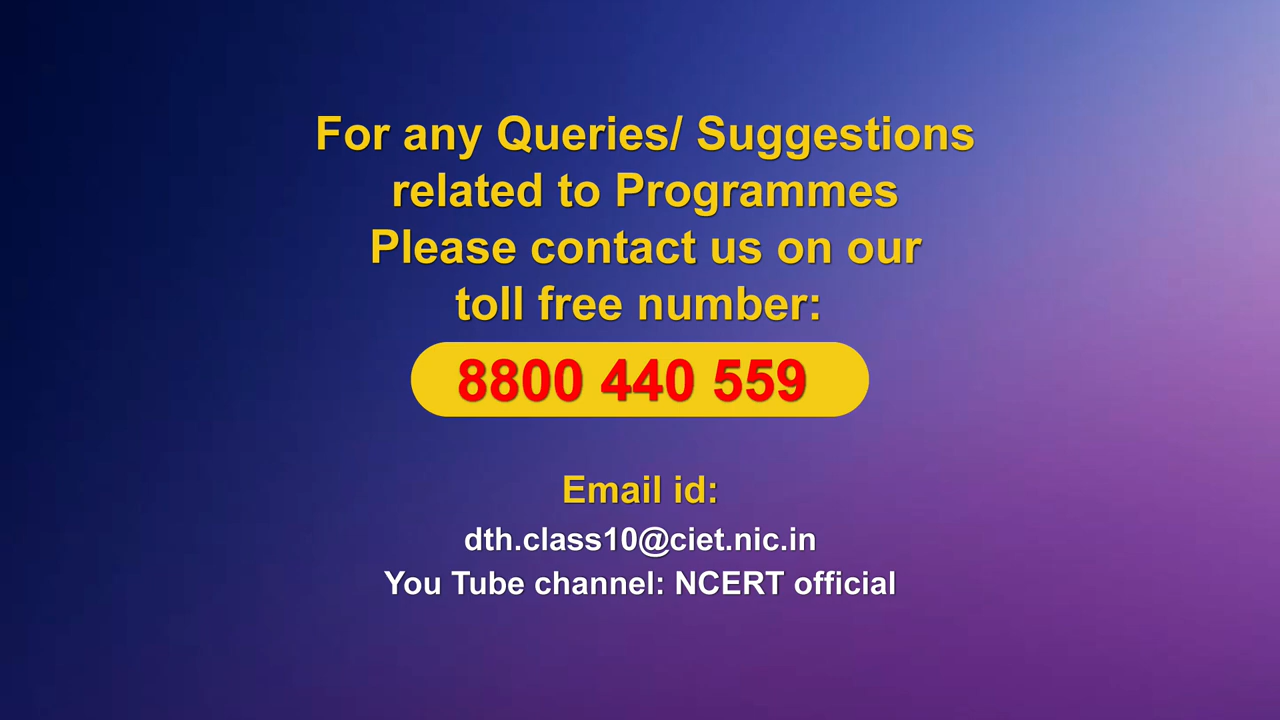 For any Queries/ Suggestions
related to Programmes
Please contact us on our
toll free number:
8800 440 559
Email id:
dth.class10@ciet.nic.in
You Tube channel: NCERT official